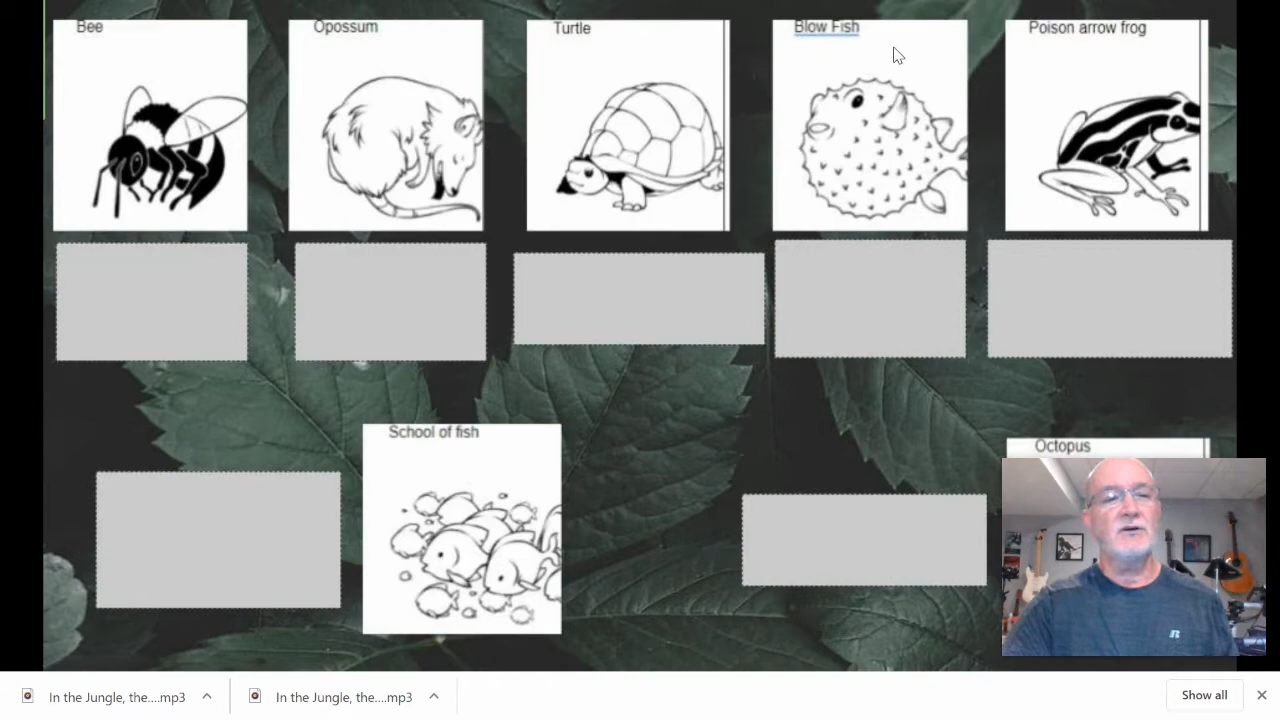 Bee
Opossum
Turtle
Blow Fish
Poison arrow frog
School of fish
Octopus
In the Jungle, the....mp3
In the Jungle, the....mp3
Show all